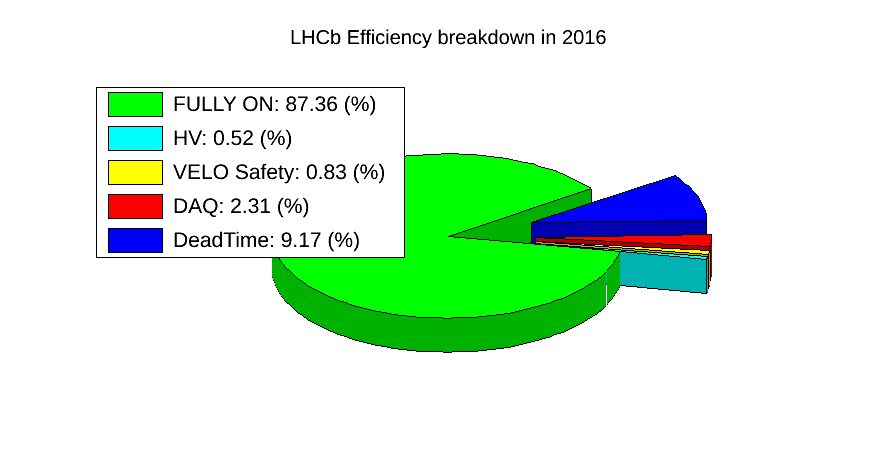 LHCb Efficiency breakdown in 2016
FULLY ON: 87.36 (%)
HV: 0.52 (%)
VELO Safety: 0.83 (%)
DAQ: 2.31 (%)
DeadTime: 9.17 (%)